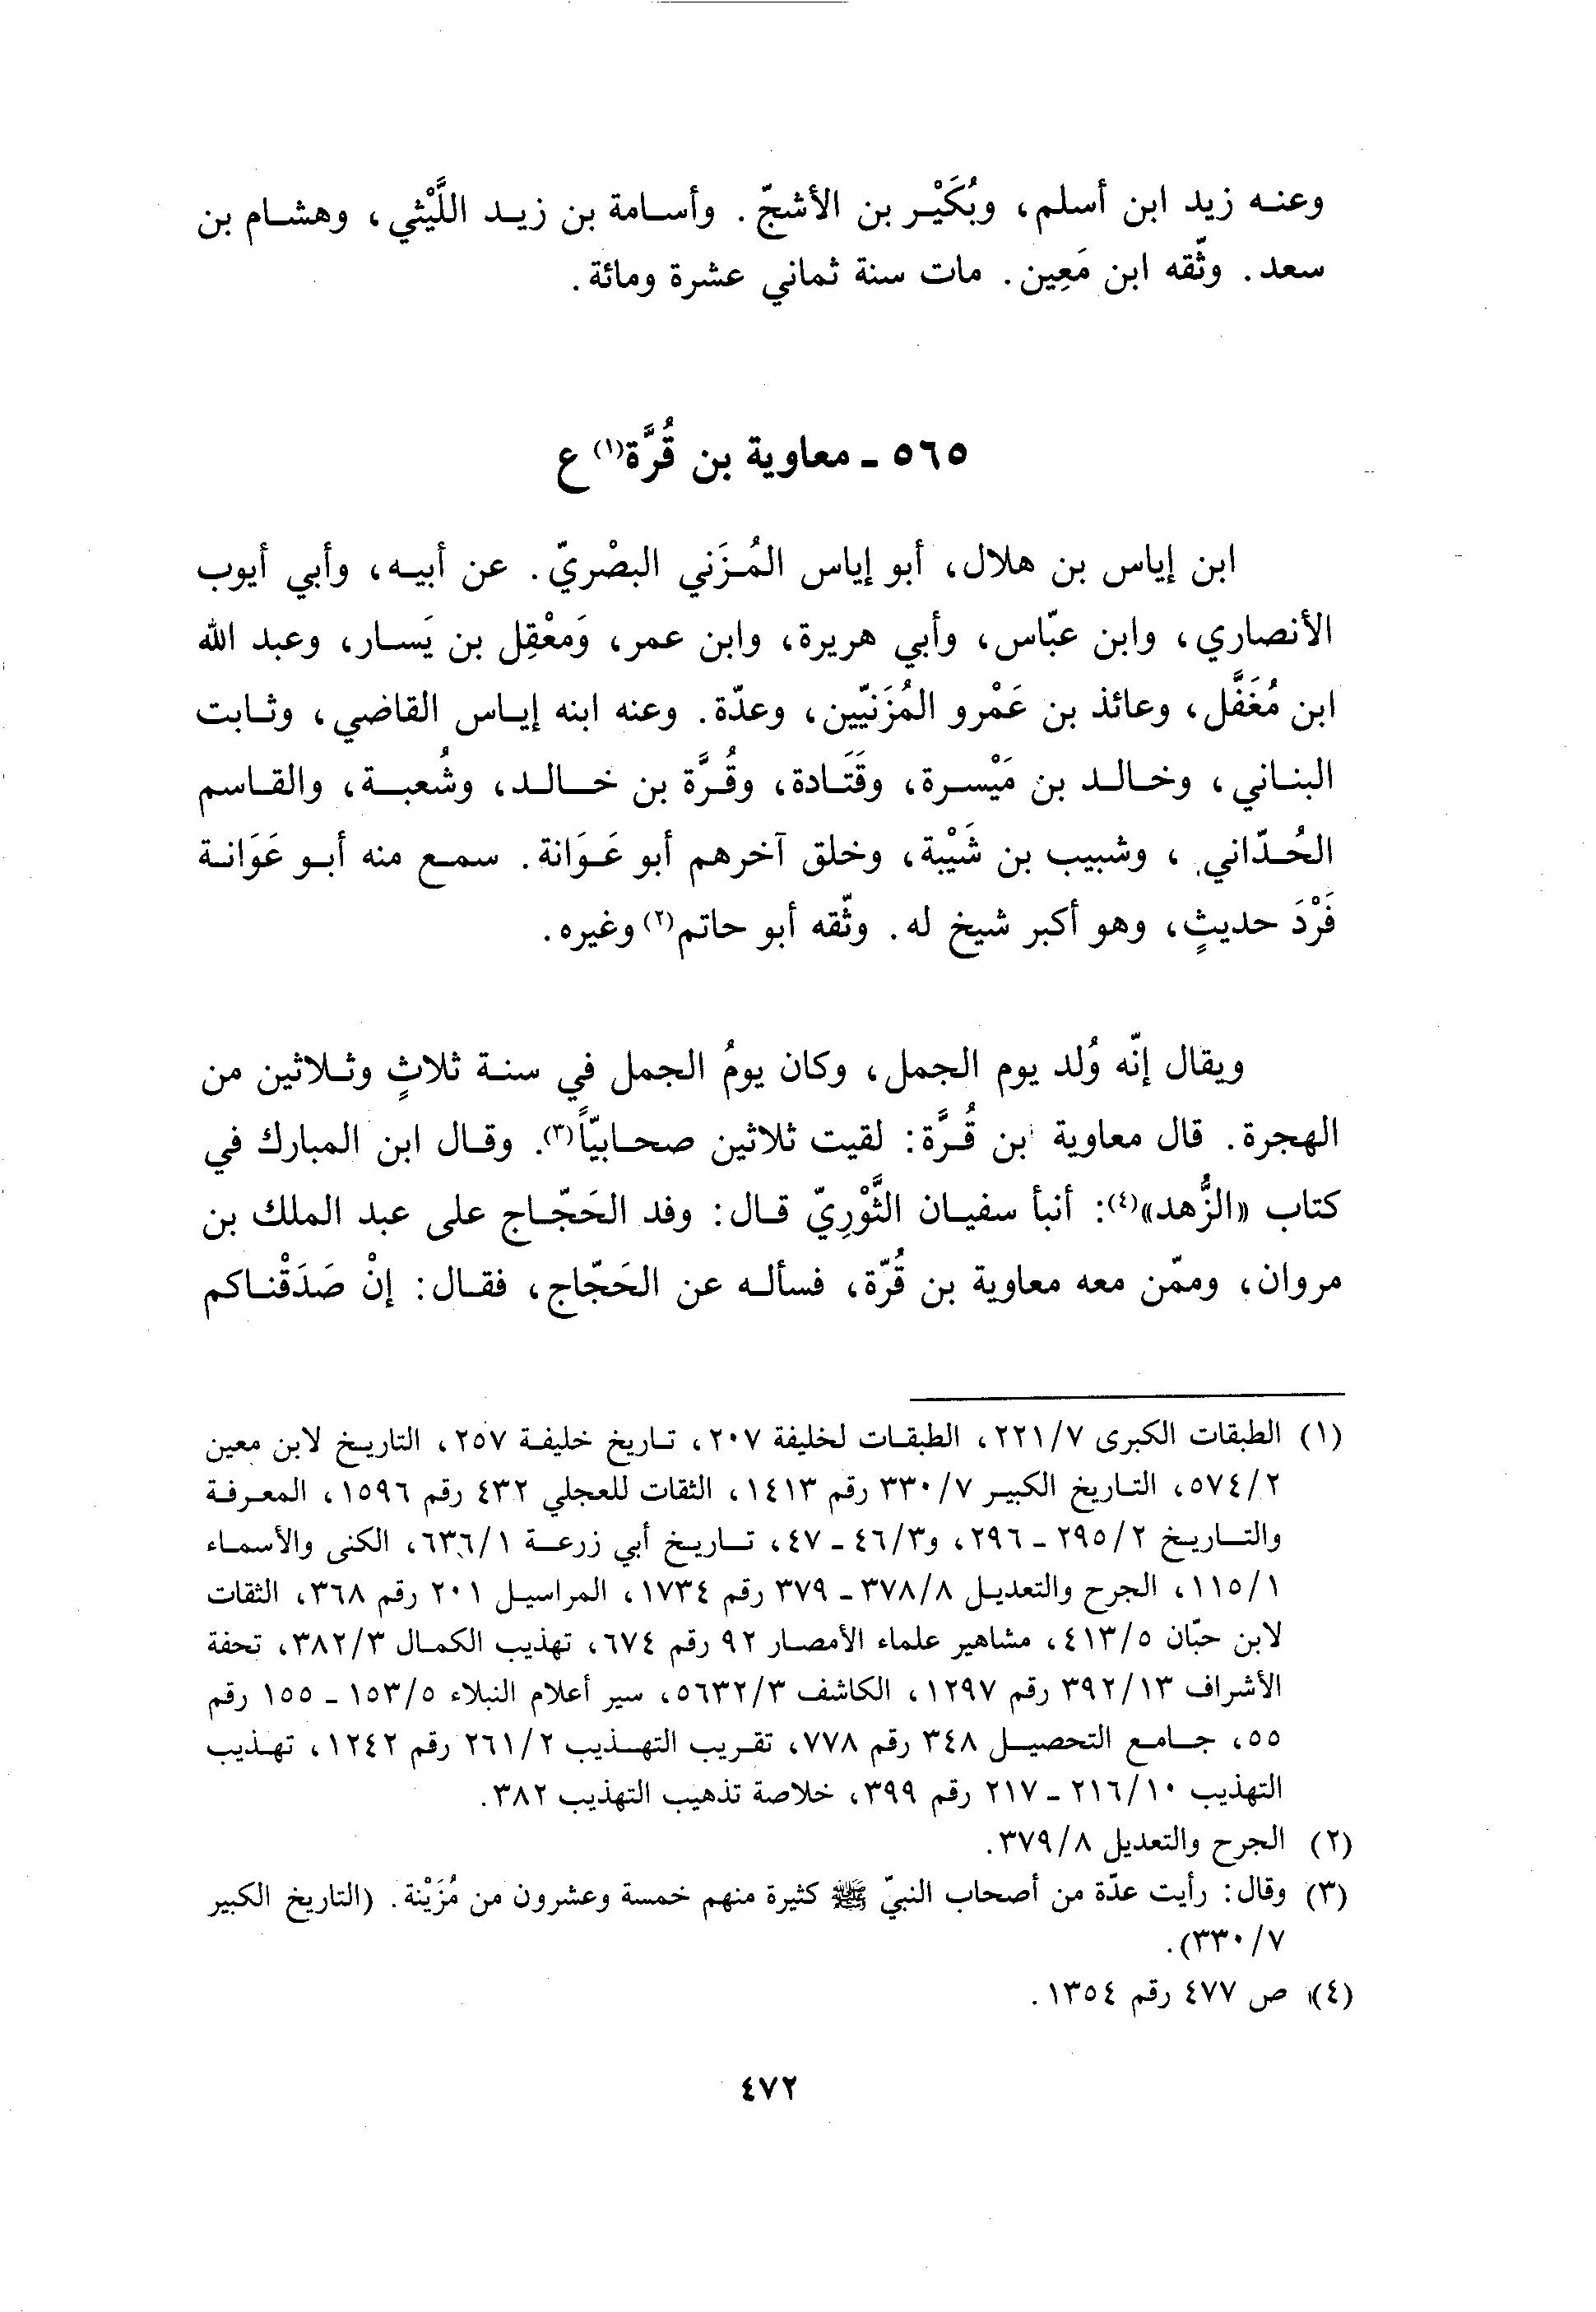 وعنه زيد ابن أسلم، وبُكَيْر بن الأشجّ. وأسامة بن زيد اللَّيْثي، وهشام بن
سعد. وثّقه ابن مَعِين. مات سنة ثماني عشرة ومائة.
٥٦٥ ـ معاوية بن قُرَّة(١) ع
ابن إياس بن هلال، أبو إياس المُزَني البصْريّ. عن أبيه، وأبي أيوب
الأنصاري، وابن عبّاس، وأبي هريرة، وابن عمر، وَمعْقِل بن يَسار، وعبد الله
ابن مُغَفَّل، وعائذ بن عَمْرو المُزَنيّين، وعدّة. وعنه ابنه إياس القاضي، وثابت
البناني، وخالد بن مَيْسرة، وقَتَادة، وقُرَّة بن خالد، وشُعبة، والقاسم
الحُدّاني، وشبيب بن شَيْبة، وخلق آخرهم أبو عَوَانة. سمع منه أبو عَوَانة
فَرْدَ حديثٍ، وهو أكبر شيخ له. وثّقه أبو حاتم(٢) وغيره.
ويقال إنّه وُلد يوم الجمل، وكان يومُ الجمل في سنة ثلاثٍ وثلاثين من
الهجرة. قال معاوية بن قُرَّة: لقيت ثلاثين صحابيّاً(٣). وقال ابن المبارك في
كتاب «الزُّهد»(٤): أنبأ سفيان الثَّوْرِيّ قال: وفد الحَجّاج على عبد الملك بن
مروان، وممّن معه معاوية بن قُرّة، فسأله عن الحَجّاج، فقال: إنْ صَدَقْناكم
(١) الطبقات الكبرى ٢٢١/٧، الطبقات لخليفة ٢٠٧، تاريخ خليفة ٢٥٧، التاريخ لابن معين
٥٧٤/٢، التاريخ الكبير ٣٣٠/٧ رقم ١٤١٣، الثقات للعجلي ٤٣٢ رقم ١٥٩٦، المعرفة
والتاريخ ٢٩٥/٢ ـ ٢٩٦، و٤٦/٣ ـ ٤٧، تاريخ أبي زرعة ٦٣٦/١، الكنى والأسماء
١١٥/١، الجرح والتعديل ٣٧٨/٨ ـ ٣٧٩ رقم ١٧٣٤، المراسيل ٢٠١ رقم ٣٦٨، الثقات
لابن حبّان ٤١٣/٥، مشاهير علماء الأمصار ٩٢ رقم ٦٧٤، تهذيب الكمال ٣٨٢/٣، تحفة
الأشراف ٣٩٢/١٣ رقم ١٢٩٧، الكاشف ٥٦٣٢/٣، سير أعلام النبلاء ١٥٣/٥ ـ ١٥٥ رقم
٥٥، جامع التحصيل ٣٤٨ رقم ٧٧٨، تقريب التهذيب ٢٦١/٢ رقم ١٢٤٢، تهذيب
التهذيب ٢١٦/١٠ ـ ٢١٧ رقم ٣٩٩، خلاصة تذهيب التهذيب ٣٨٢.
(٢) الجرح والتعديل ٣٧٩/٨.
(٣) وقال: رأيت عدّة من أصحاب النبيّ ﷺ كثيرة منهم خمسة وعشرون من مُزَيْنة. (التاريخ الكبير
٣٣٠/٧).
(٤) ص ٤٧٧ رقم ١٣٥٤.
٤٧٢